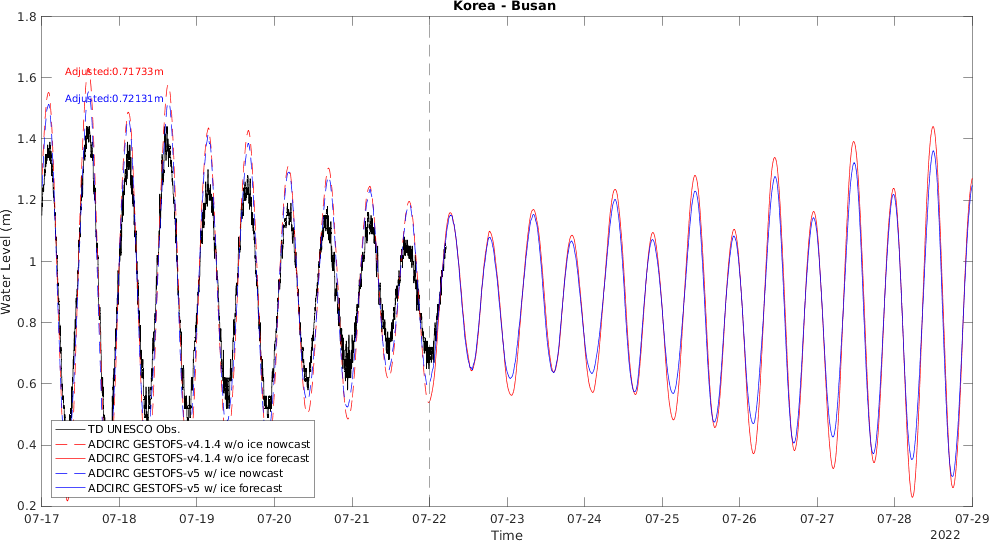 Korea - Busan
1.8
1.6
1.4
1.2
1
0.8
0.6
0.4
0.2
Water Level (m)
Adjusted:0.71733m
Adjusted:0.72131m
TD UNESCO Obs.
ADCIRC GESTOFS-v4.1.4 w/o ice nowcast
ADCIRC GESTOFS-v4.1.4 w/o ice forecast
ADCIRC GESTOFS-v5 w/ ice nowcast
ADCIRC GESTOFS-v5 w/ ice forecast
07-17 07-18 07-19 07-20 07-21 07-22 07-23 07-24 07-25 07-26 07-27 07-28 07-29
Time
2022